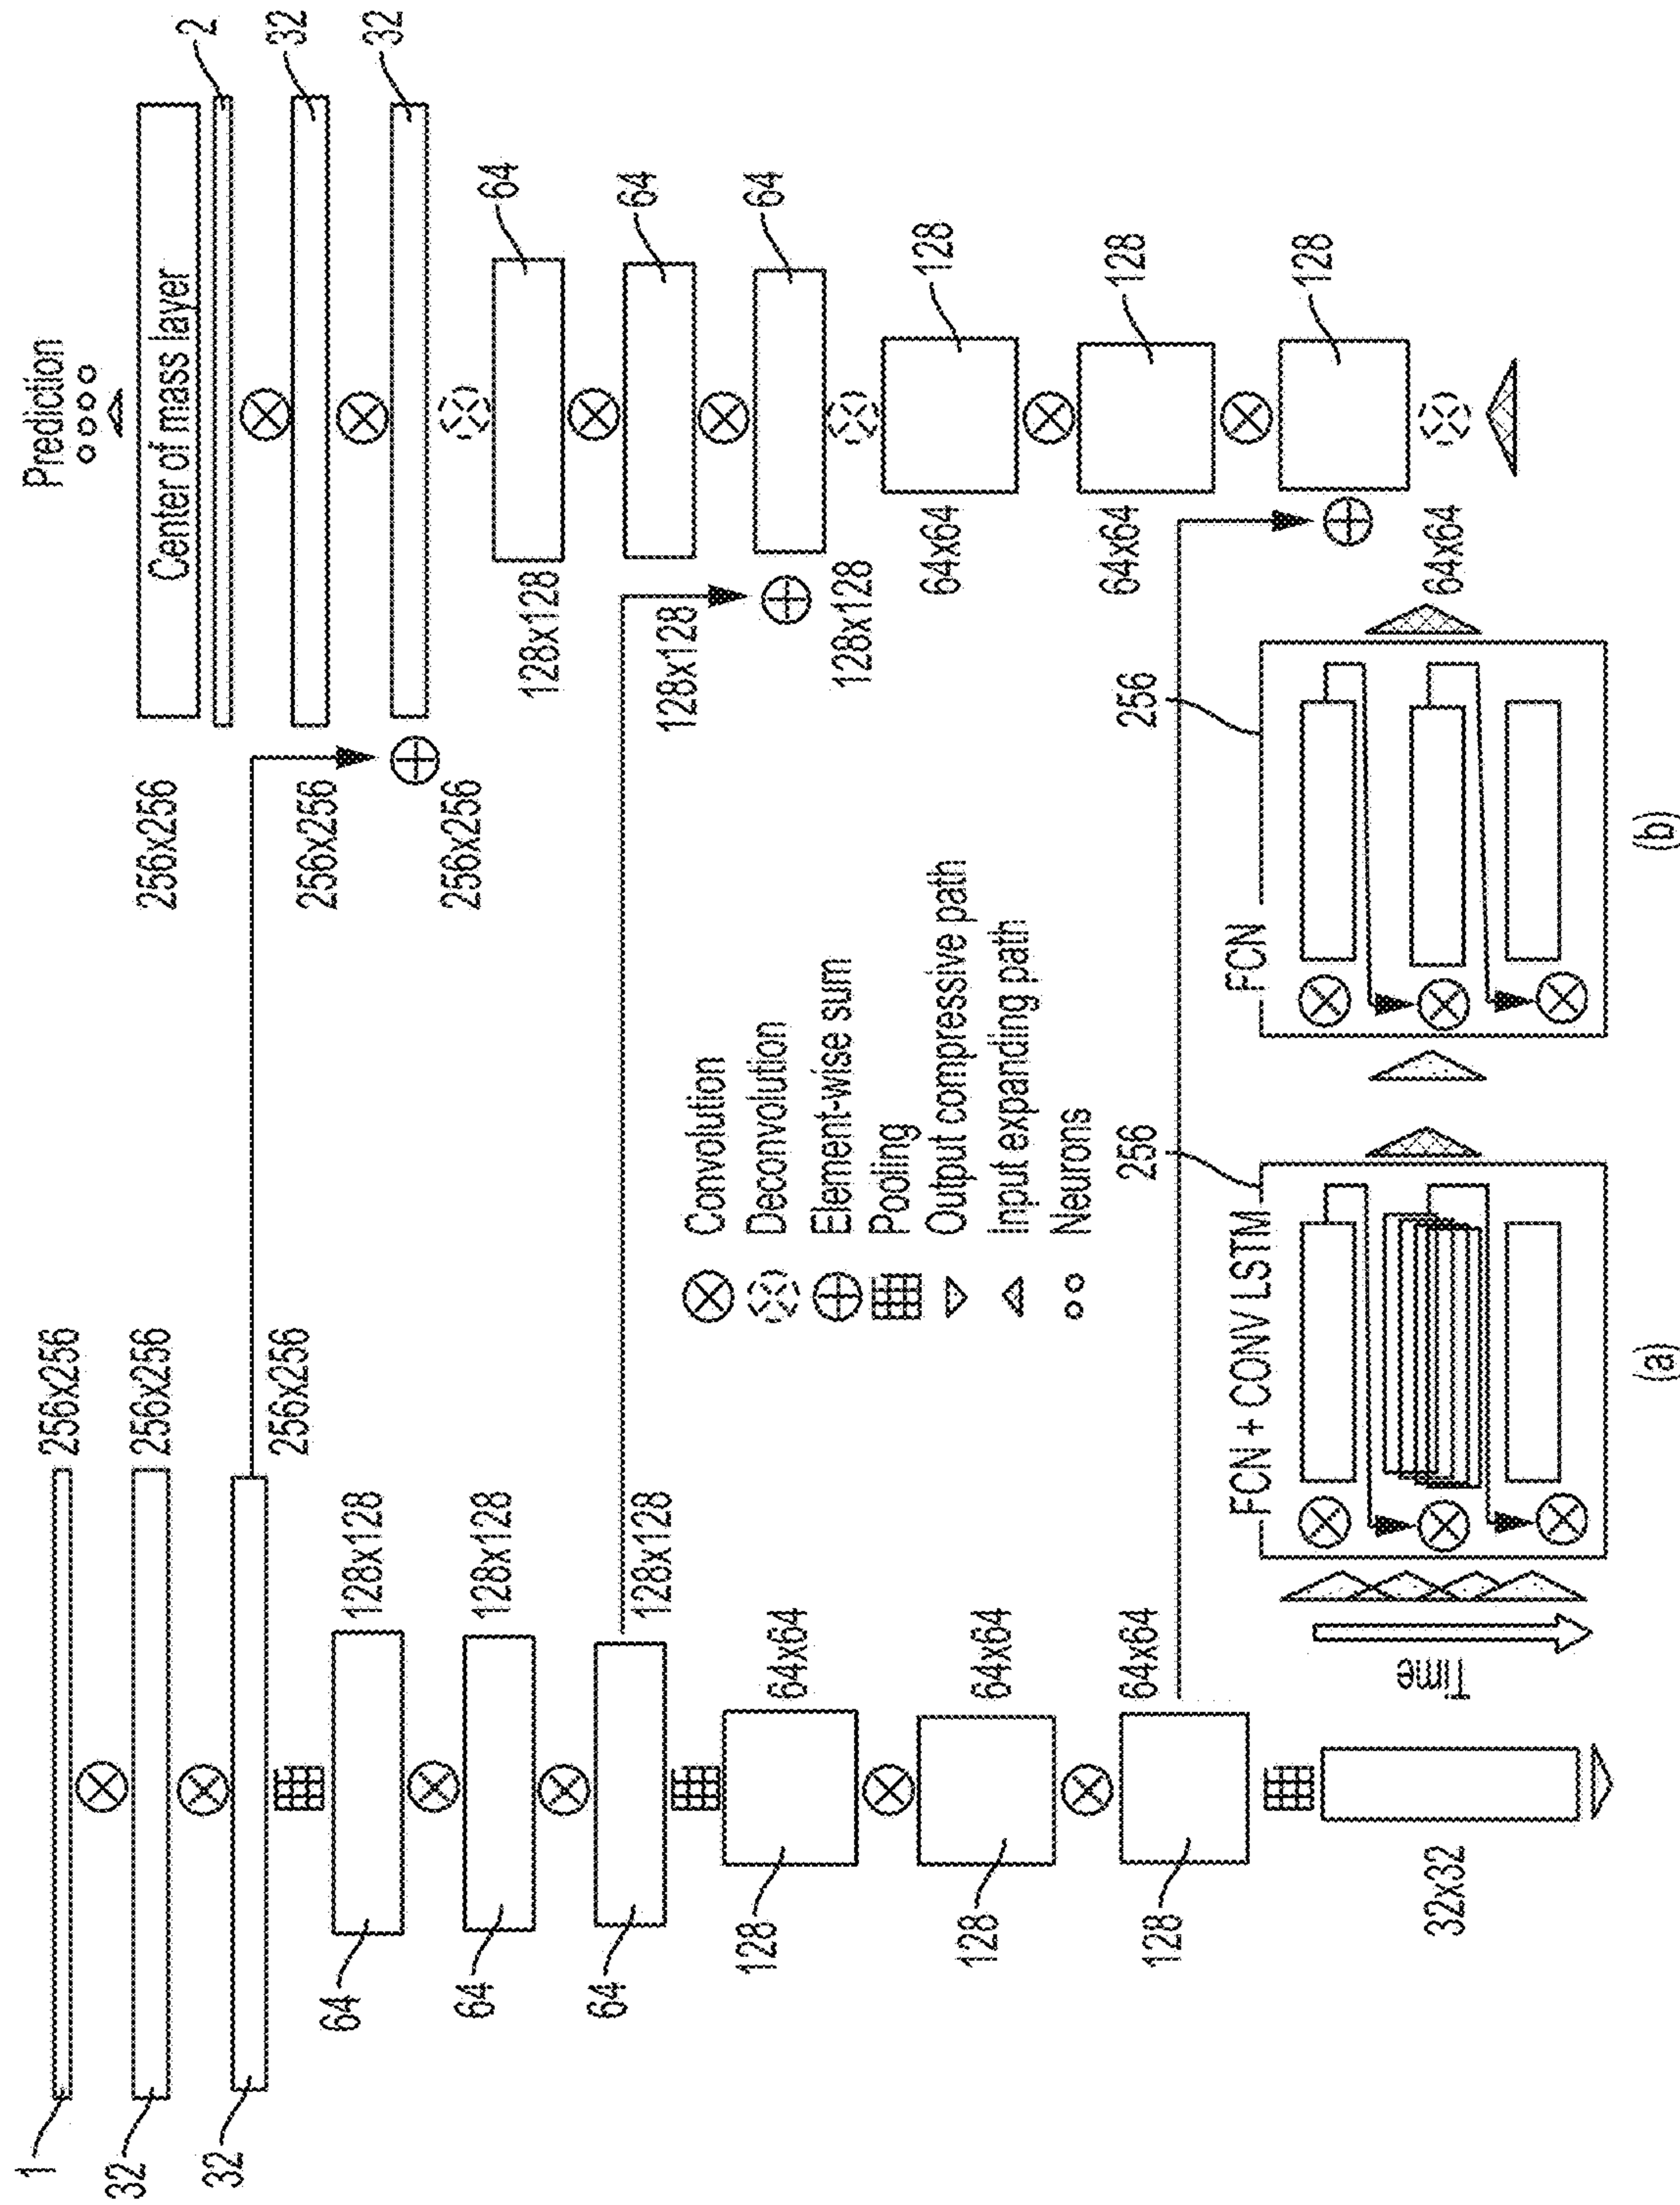 1
256x256
32
256x256
32
256x256
64
128x128
64
128x128
64
128x128
128
64x64
128
64x64
128
64x64
32x32
Convolution
Deconvolution
Element-wise sum
Pooling
Output compressive path
Input expanding path
Neurons
Time
FCN + CONV LSTM
256
(a)
FCN
256
(b)
Prediction
Center of mass layer
2
256x256
32
256x256
32
256x256
64
128x128
64
128x128
64
128x128
128
64x64
128
64x64
128
64x64